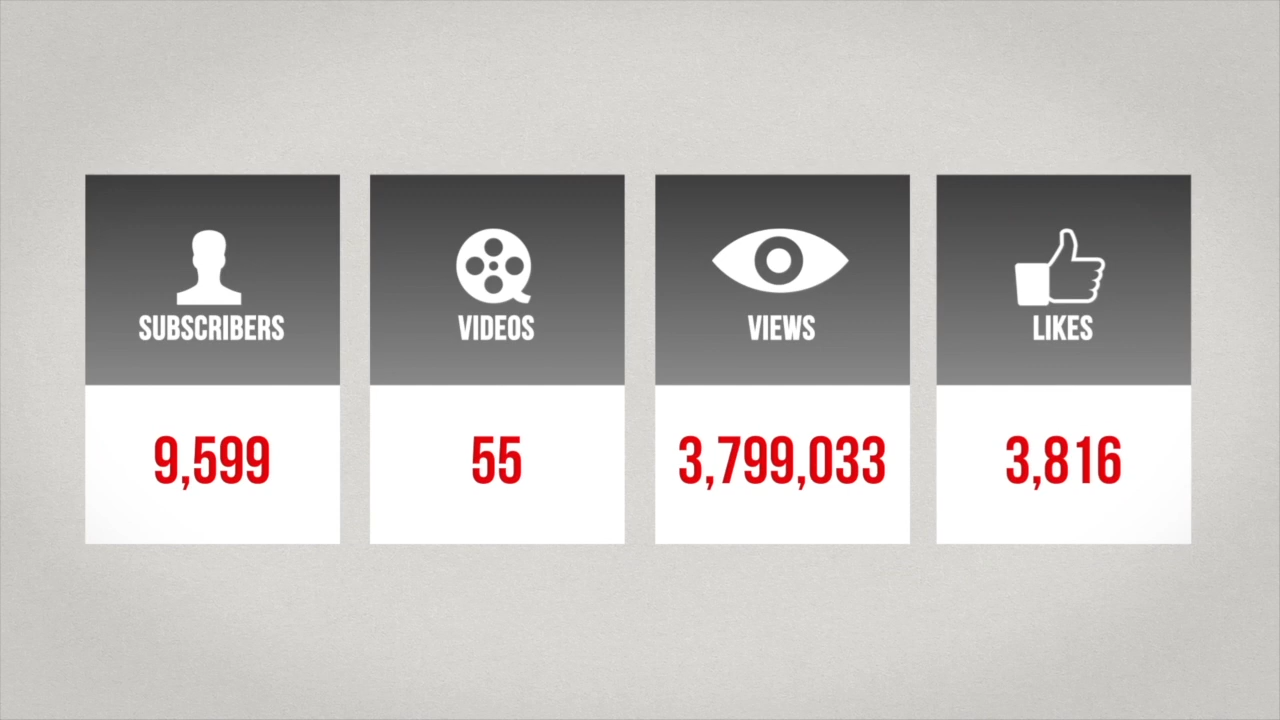 SUBSCRIBERS
9,599
VIDEOS
55
VIEWS
3,799,033
LIKES
3,816